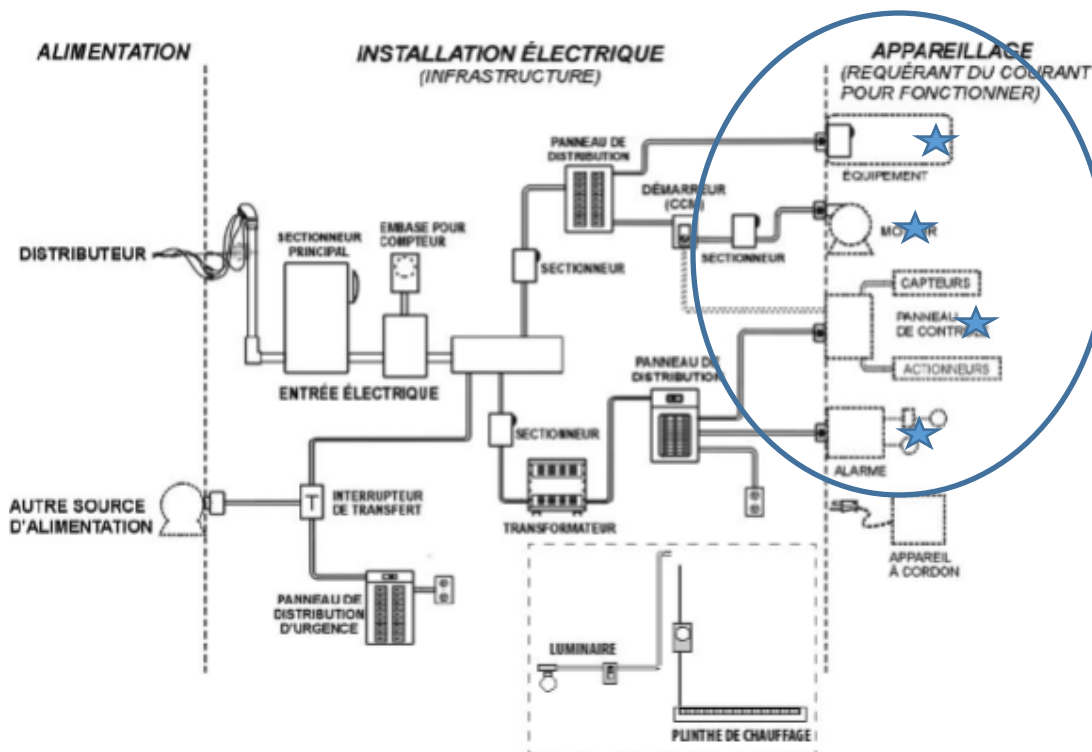 ALIMENTATION
INSTALLATION ÉLECTRIQUE
(INFRASTRUCTURE)
APPAREILLAGE
(REQUÉRANT DU COURANT
POUR FONCTIONNER)
PANNEAU DE
DISTRIBUTION
ÉQUIPEMENT
DÉMARREUR
(CCM)
EMBASE POUR
COMPTEUR
SECTIONNEUR
PRINCIPAL
DISTRIBUTEUR
SECTIONNEUR
SECTIONNEUR
CAPTEURS
PANNEAU
DE
ACTIONNEURS
PANNEAU DE
DISTRIBUTION
ENTRÉE ÉLECTRIQUE
SECTIONNEUR
ALARME
AUTRE SOURCE
D'ALIMENTATION
T
INTERRUPTEUR
DE TRANSFERT
TRANSFORMATEUR
APPAREIL
À CORDON
PANNEAU DE
DISTRIBUTION
D'URGENCE
LUMINAIRE
PLINTHE DE CHAUFFAGE